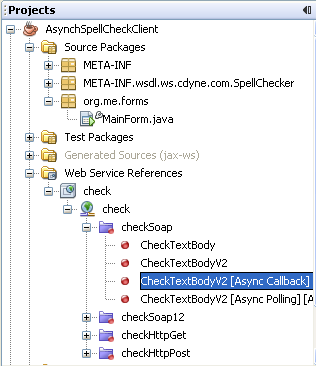 Projects
AsynchSpellCheckClient
Source Packages
META-INF
META-INF.wsdl.ws.cdyne.com.SpellChecker
org.me.forms
MainForm.java
Test Packages
Generated Sources (jax-ws)
Web Service References
check
check
checkSoap
CheckTextBody
CheckTextBodyV2
CheckTextBodyV2 [Async Callback]
CheckTextBodyV2 [Async Polling] [A
checkSoap12
checkHttpGet
checkHttpPost